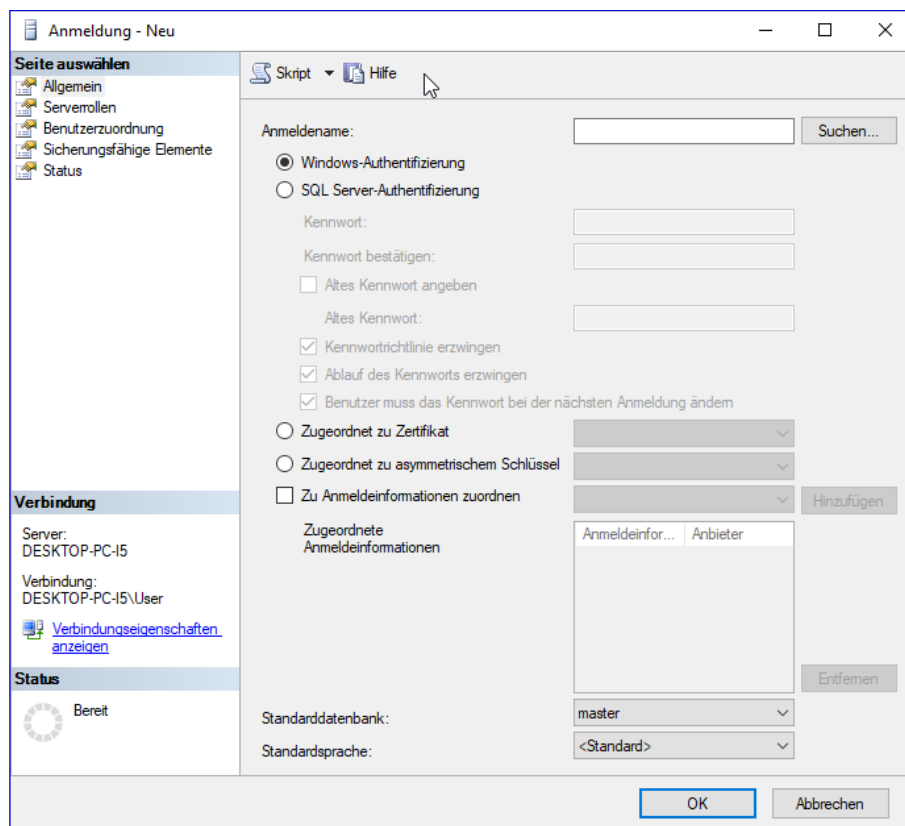 Anmeldung - Neu
Seite auswählen
Allgemein
Serverrollen
Benutzerzuordnung
Sicherungsfähige Elemente
Status
Verbindung
Server:
DESKTOP-PC-I5
Verbindung:
DESKTOP-PC-I5\User
Verbindungseigenschaften
anzeigen
Status
Bereit
Skript Hilfe
Anmeldename: Suchen...
Windows-Authentifizierung
SQL Server-Authentifizierung
Kennwort:
Kennwort bestätigen:
Altes Kennwort angeben
Altes Kennwort:
Kennwortrichtlinie erzwingen
Ablauf des Kennworts erzwingen
Benutzer muss das Kennwort bei der nächsten Anmeldung ändern
Zugeordnet zu Zertifikat
Zugeordnet zu asymmetrischem Schlüssel
Zu Anmeldeinformationen zuordnen Hinzufügen
Zugeordnete
Anmeldeinformationen
Anmeldeinfor... Anbieter
Entfernen
Standarddatenbank: master
Standardsprache: <Standard>
OK Abbrechen